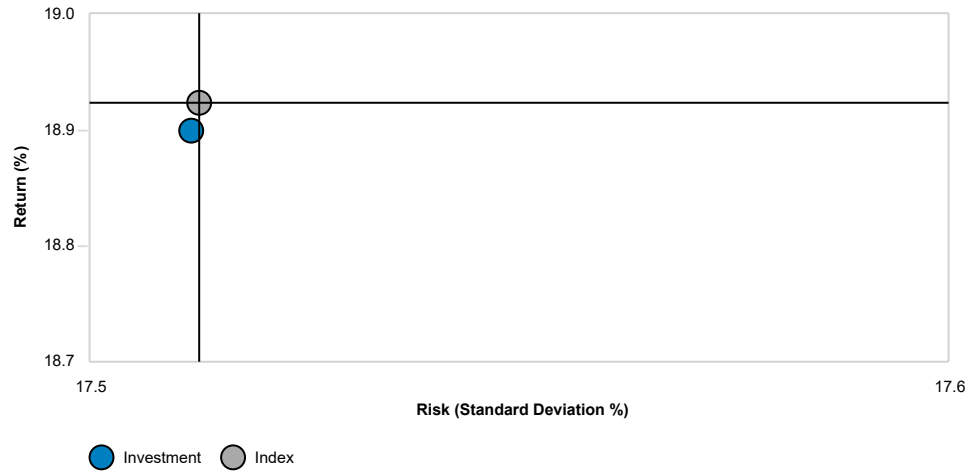 19.0
18.9
18.8
18.7
Return (%)
17.5 17.6
Risk (Standard Deviation %)
Investment Index